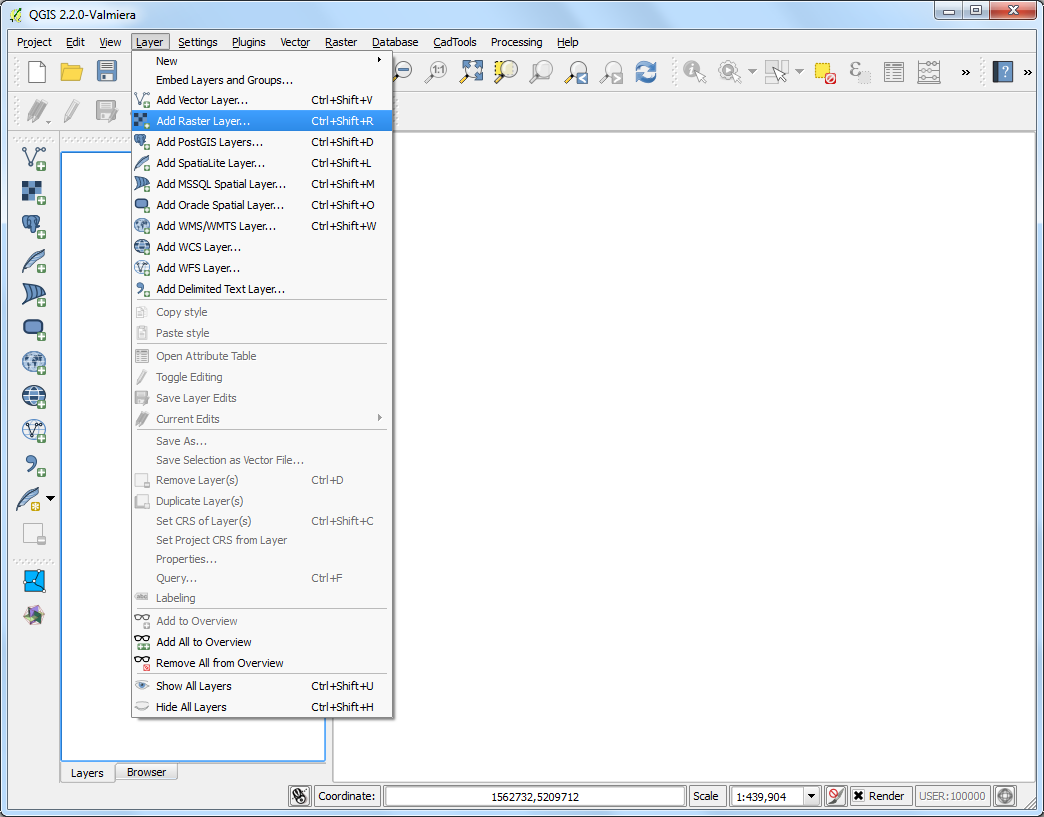 QGIS 2.2.0-Valmiera
Project Edit View Layer Settings Plugins Vector Raster Database CadTools Processing Help
New
Embed Layers and Groups...
Add Vector Layer... Ctrl+Shift+V
Add Raster Layer... Ctrl+Shift+R
Add PostGIS Layers... Ctrl+Shift+D
Add SpatiaLite Layer... Ctrl+Shift+L
Add MSSQL Spatial Layer... Ctrl+Shift+M
Add Oracle Spatial Layer... Ctrl+Shift+O
Add WMS/WMTS Layer... Ctrl+Shift+W
Add WCS Layer...
Add WFS Layer...
Add Delimited Text Layer...
Copy style
Paste style
Open Attribute Table
Toggle Editing
Save Layer Edits
Current Edits
Save As...
Save Selection as Vector File...
Remove Layer(s) Ctrl+D
Duplicate Layer(s)
Set CRS of Layer(s) Ctrl+Shift+C
Set Project CRS from Layer
Properties...
Query... Ctrl+F
abc Labeling
Add to Overview
Add All to Overview
Remove All from Overview
Show All Layers Ctrl+Shift+U
Hide All Layers Ctrl+Shift+H
1:1
Layers Browser
Coordinate: 1562732,5209712 Scale 1:439,904 Render USER:100000